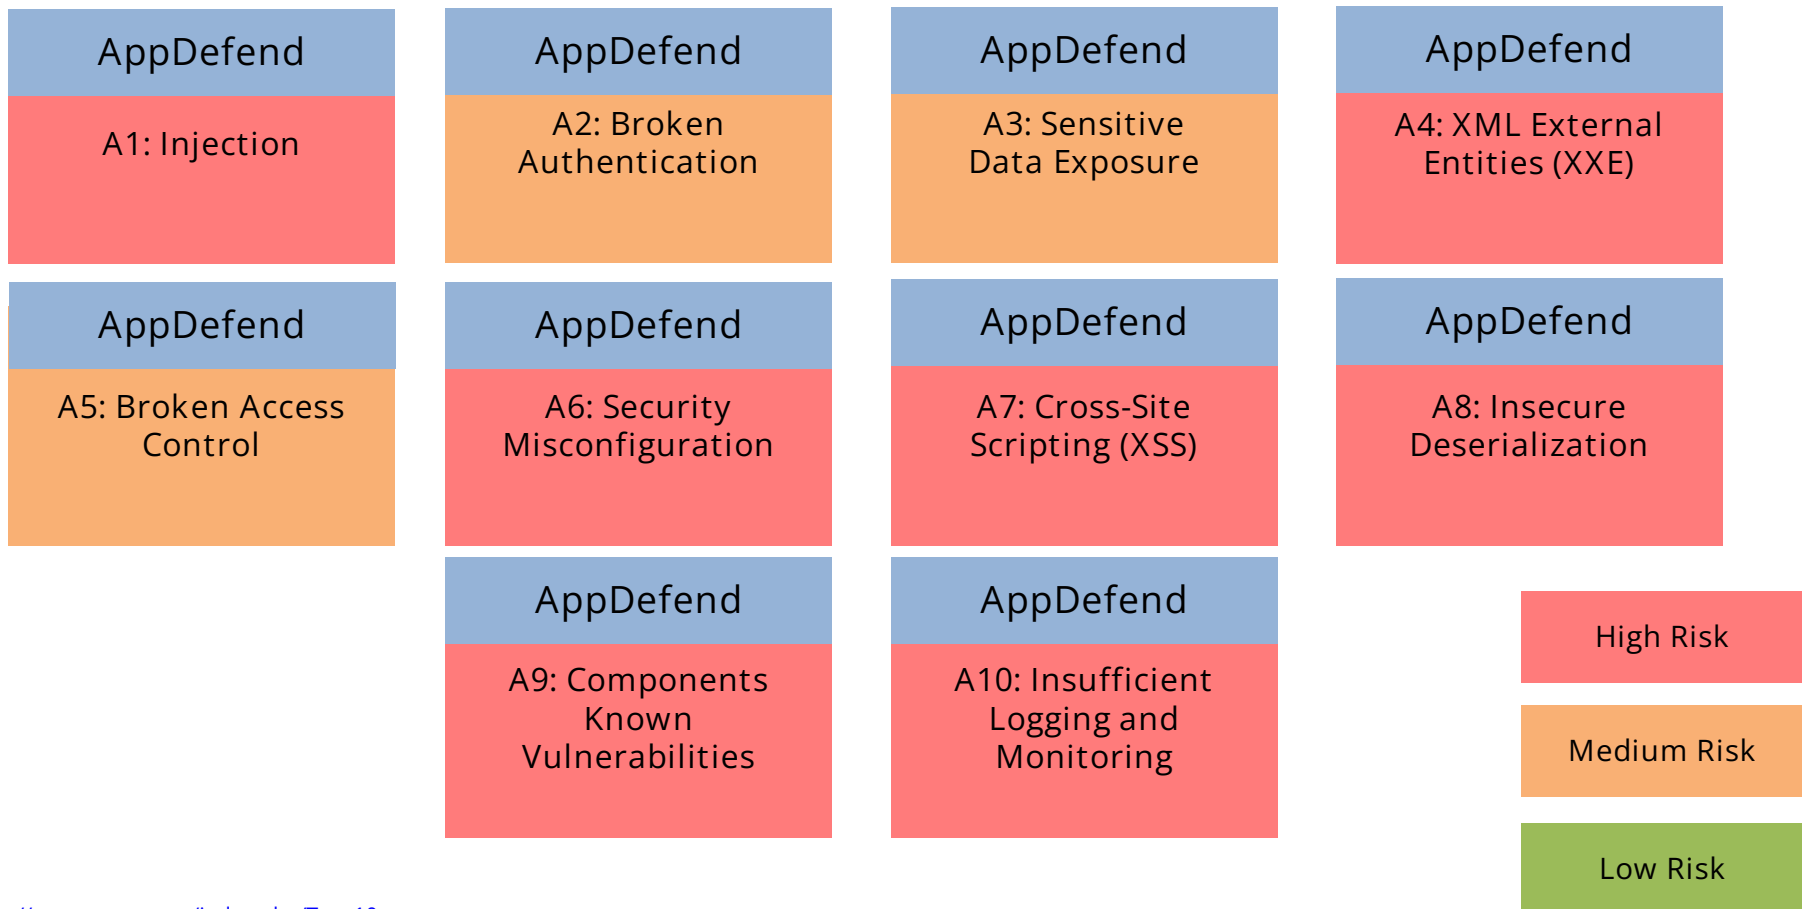 AppDefend
A1: Injection
AppDefend
A2: Broken
Authentication
AppDefend
A3: Sensitive
Data Exposure
AppDefend
A4: XML External
Entities (XXE)
AppDefend
A5: Broken Access
Control
AppDefend
A6: Security
Misconfiguration
AppDefend
A7: Cross-Site
Scripting (XSS)
AppDefend
A8: Insecure
Deserialization
AppDefend
A9: Components
Known
Vulnerabilities
AppDefend
A10: Insufficient
Logging and
Monitoring
High Risk
Medium Risk
Low Risk